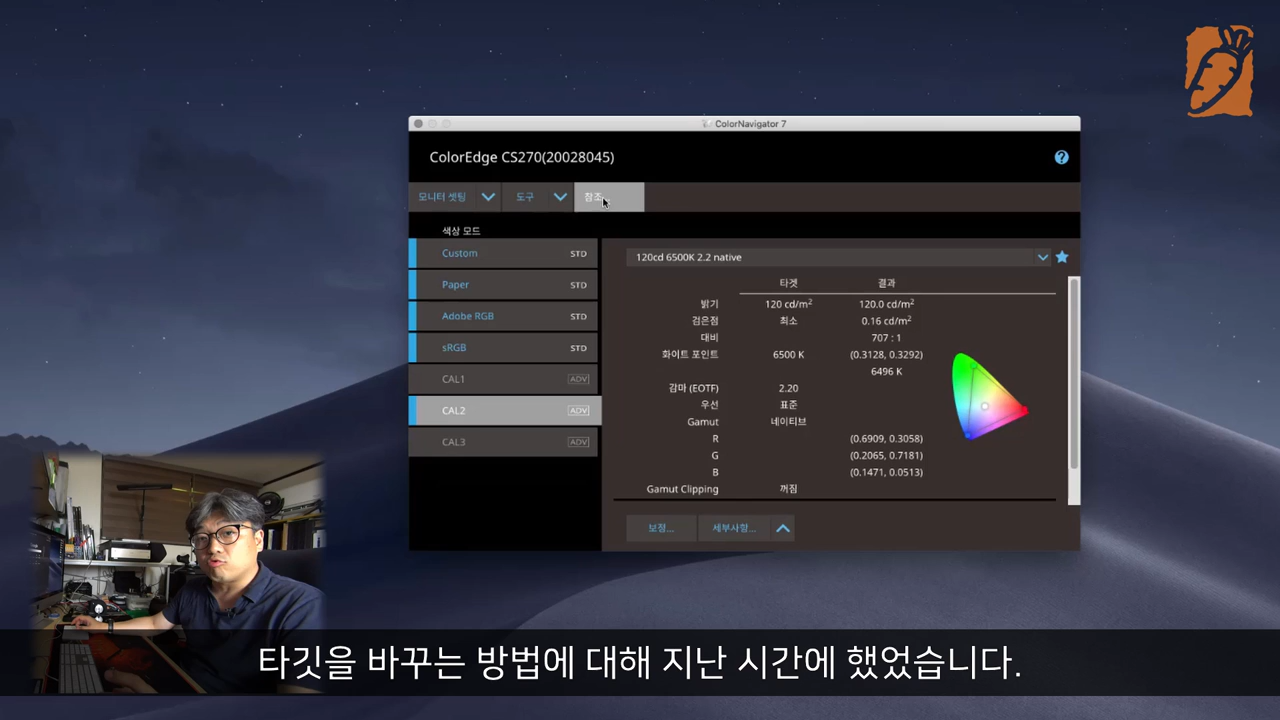 ColorNavigator 7
ColorEdge CS270(20028045)
?
모니터 셋팅 도구 참조...
색상 모드
Custom STD
Paper STD
Adobe RGB STD
sRGB STD
CAL1 ADV
CAL2 ADV
CAL3 ADV
120cd 6500K 2.2 native
타겟 결과
밝기 120 cd/m² 120.0 cd/m²
검은점 최소 0.16 cd/m²
대비 707 : 1
화이트 포인트 6500 K (0.3128, 0.3292)
6496 K
감마 (EOTF) 2.20
우선 표준
Gamut 네이티브
R (0.6909, 0.3058)
G (0.2065, 0.7181)
B (0.1471, 0.0513)
Gamut Clipping 꺼짐
보정... 세부사항...
타깃을 바꾸는 방법에 대해 지난 시간에 했었습니다.